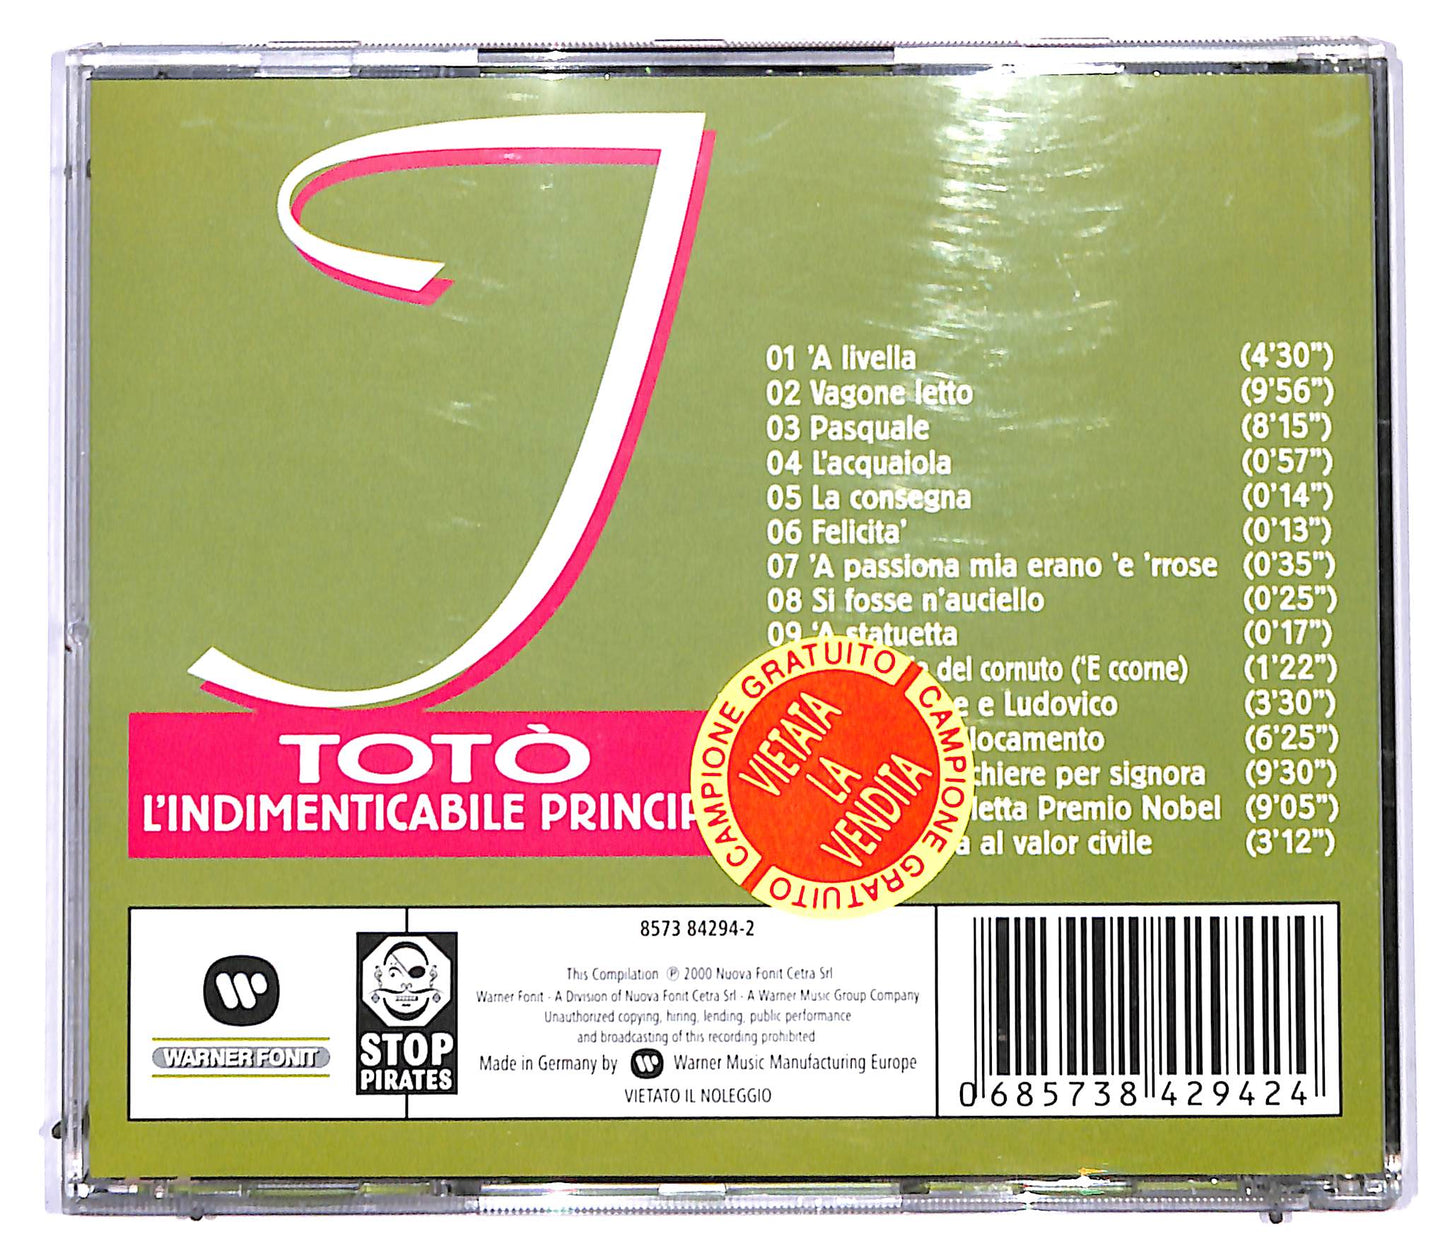 01 'A livella (4'30")
02 Vagone letto (9'56")
03 Pasquale (8'15")
04 L'acquaiola (0'57")
05 La consegna (0'14")
06 Felicita' (0'13")
07 'A passiona mia erano 'e 'rrose (0'35")
08 Si fosse n'auciello (0'25")
09 'A statuetta (0'17")
del cornuto ('E ccorne) (1'22")
e e Ludovico (3'30")
locamento (6'25")
chiere per signora (9'30")
letta Premio Nobel (9'05")
a al valor civile (3'12")
TOTÒ
L'INDIMENTICABILE PRINCIP
CAMPIONE GRATUITO
CAMPIONE GRATUITO
VIETATA
LA
VENDITA
WARNER FONIT
STOP
PIRATES
8573 84294-2
This Compilation ℗ 2000 Nuova Fonit Cetra Srl
Warner Fonit - A Division of Nuova Fonit Cetra Srl - A Warner Music Group Company
Unauthorized copying, hiring, lending, public performance
and broadcasting of this recording prohibited
Made in Germany by Warner Music Manufacturing Europe
VIETATO IL NOLEGGIO
0 685738 429424